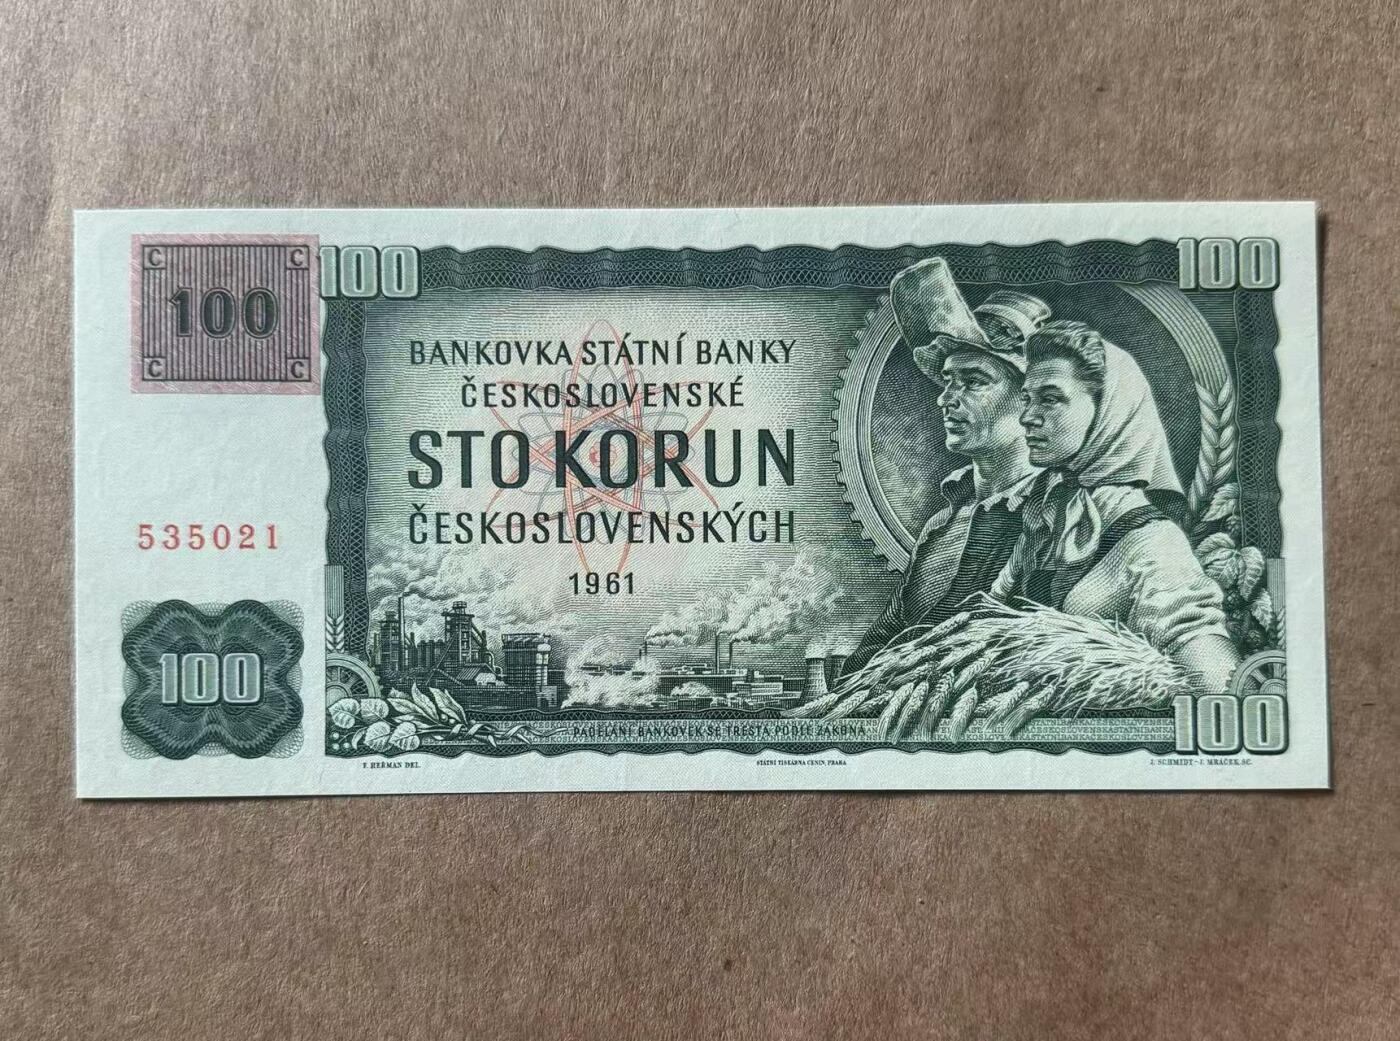 C C
100
C C
100
100
BANKOVKA STÁTNÍ BANKY
ČESKOSLOVENSKÉ
STO KORUN
ČESKOSLOVENSKÝCH
1961
535021
100
100
PADĚLÁNÍ BANKOVEK SE TRESTÁ PODLE ZÁKONA
F. HEŘMAN DEL.
STÁTNÍ TISKÁRNA CENIN, PRAHA
J. SCHMIDT - J. MRÁČEK, SC.